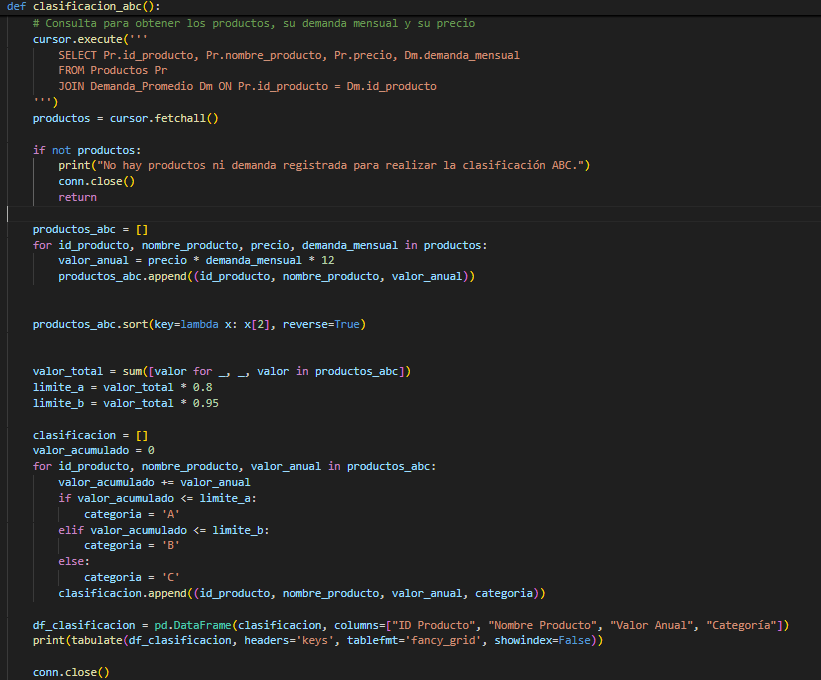 def clasificacion_abc():
    # Consulta para obtener los productos, su demanda mensual y su precio
    cursor.execute('''
        SELECT Pr.id_producto, Pr.nombre_producto, Pr.precio, Dm.demanda_mensual
        FROM Productos Pr
        JOIN Demanda_Promedio Dm ON Pr.id_producto = Dm.id_producto
    ''')
    productos = cursor.fetchall()

    if not productos:
        print("No hay productos ni demanda registrada para realizar la clasificación ABC.")
        conn.close()
        return

    productos_abc = []
    for id_producto, nombre_producto, precio, demanda_mensual in productos:
        valor_anual = precio * demanda_mensual * 12
        productos_abc.append((id_producto, nombre_producto, valor_anual))


    productos_abc.sort(key=lambda x: x[2], reverse=True)


    valor_total = sum([valor for _, _, valor in productos_abc])
    limite_a = valor_total * 0.8
    limite_b = valor_total * 0.95

    clasificacion = []
    valor_acumulado = 0
    for id_producto, nombre_producto, valor_anual in productos_abc:
        valor_acumulado += valor_anual
        if valor_acumulado <= limite_a:
            categoria = 'A'
        elif valor_acumulado <= limite_b:
            categoria = 'B'
        else:
            categoria = 'C'
        clasificacion.append((id_producto, nombre_producto, valor_anual, categoria))

    df_clasificacion = pd.DataFrame(clasificacion, columns=["ID Producto", "Nombre Producto", "Valor Anual", "Categoría"])
    print(tabulate(df_clasificacion, headers='keys', tablefmt='fancy_grid', showindex=False))

    conn.close()